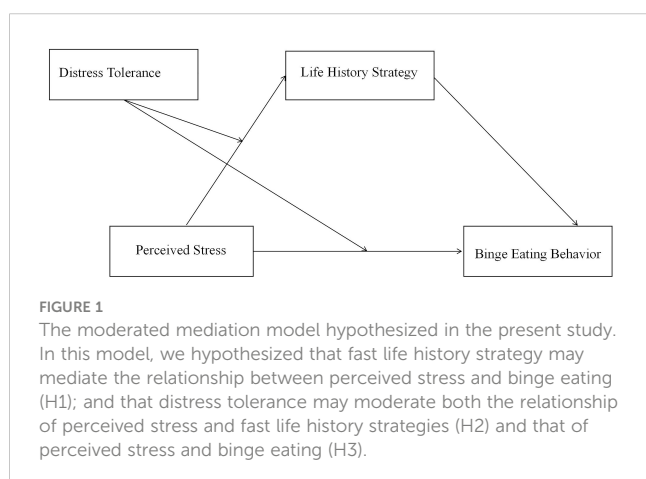 Distress Tolerance
Life History Strategy
Perceived Stress
Binge Eating Behavior
FIGURE 1
The moderated mediation model hypothesized in the present study.
In this model, we hypothesized that fast life history strategy may
mediate the relationship between perceived stress and binge eating
(H1); and that distress tolerance may moderate both the relationship
of perceived stress and fast life history strategies (H2) and that of
perceived stress and binge eating (H3).